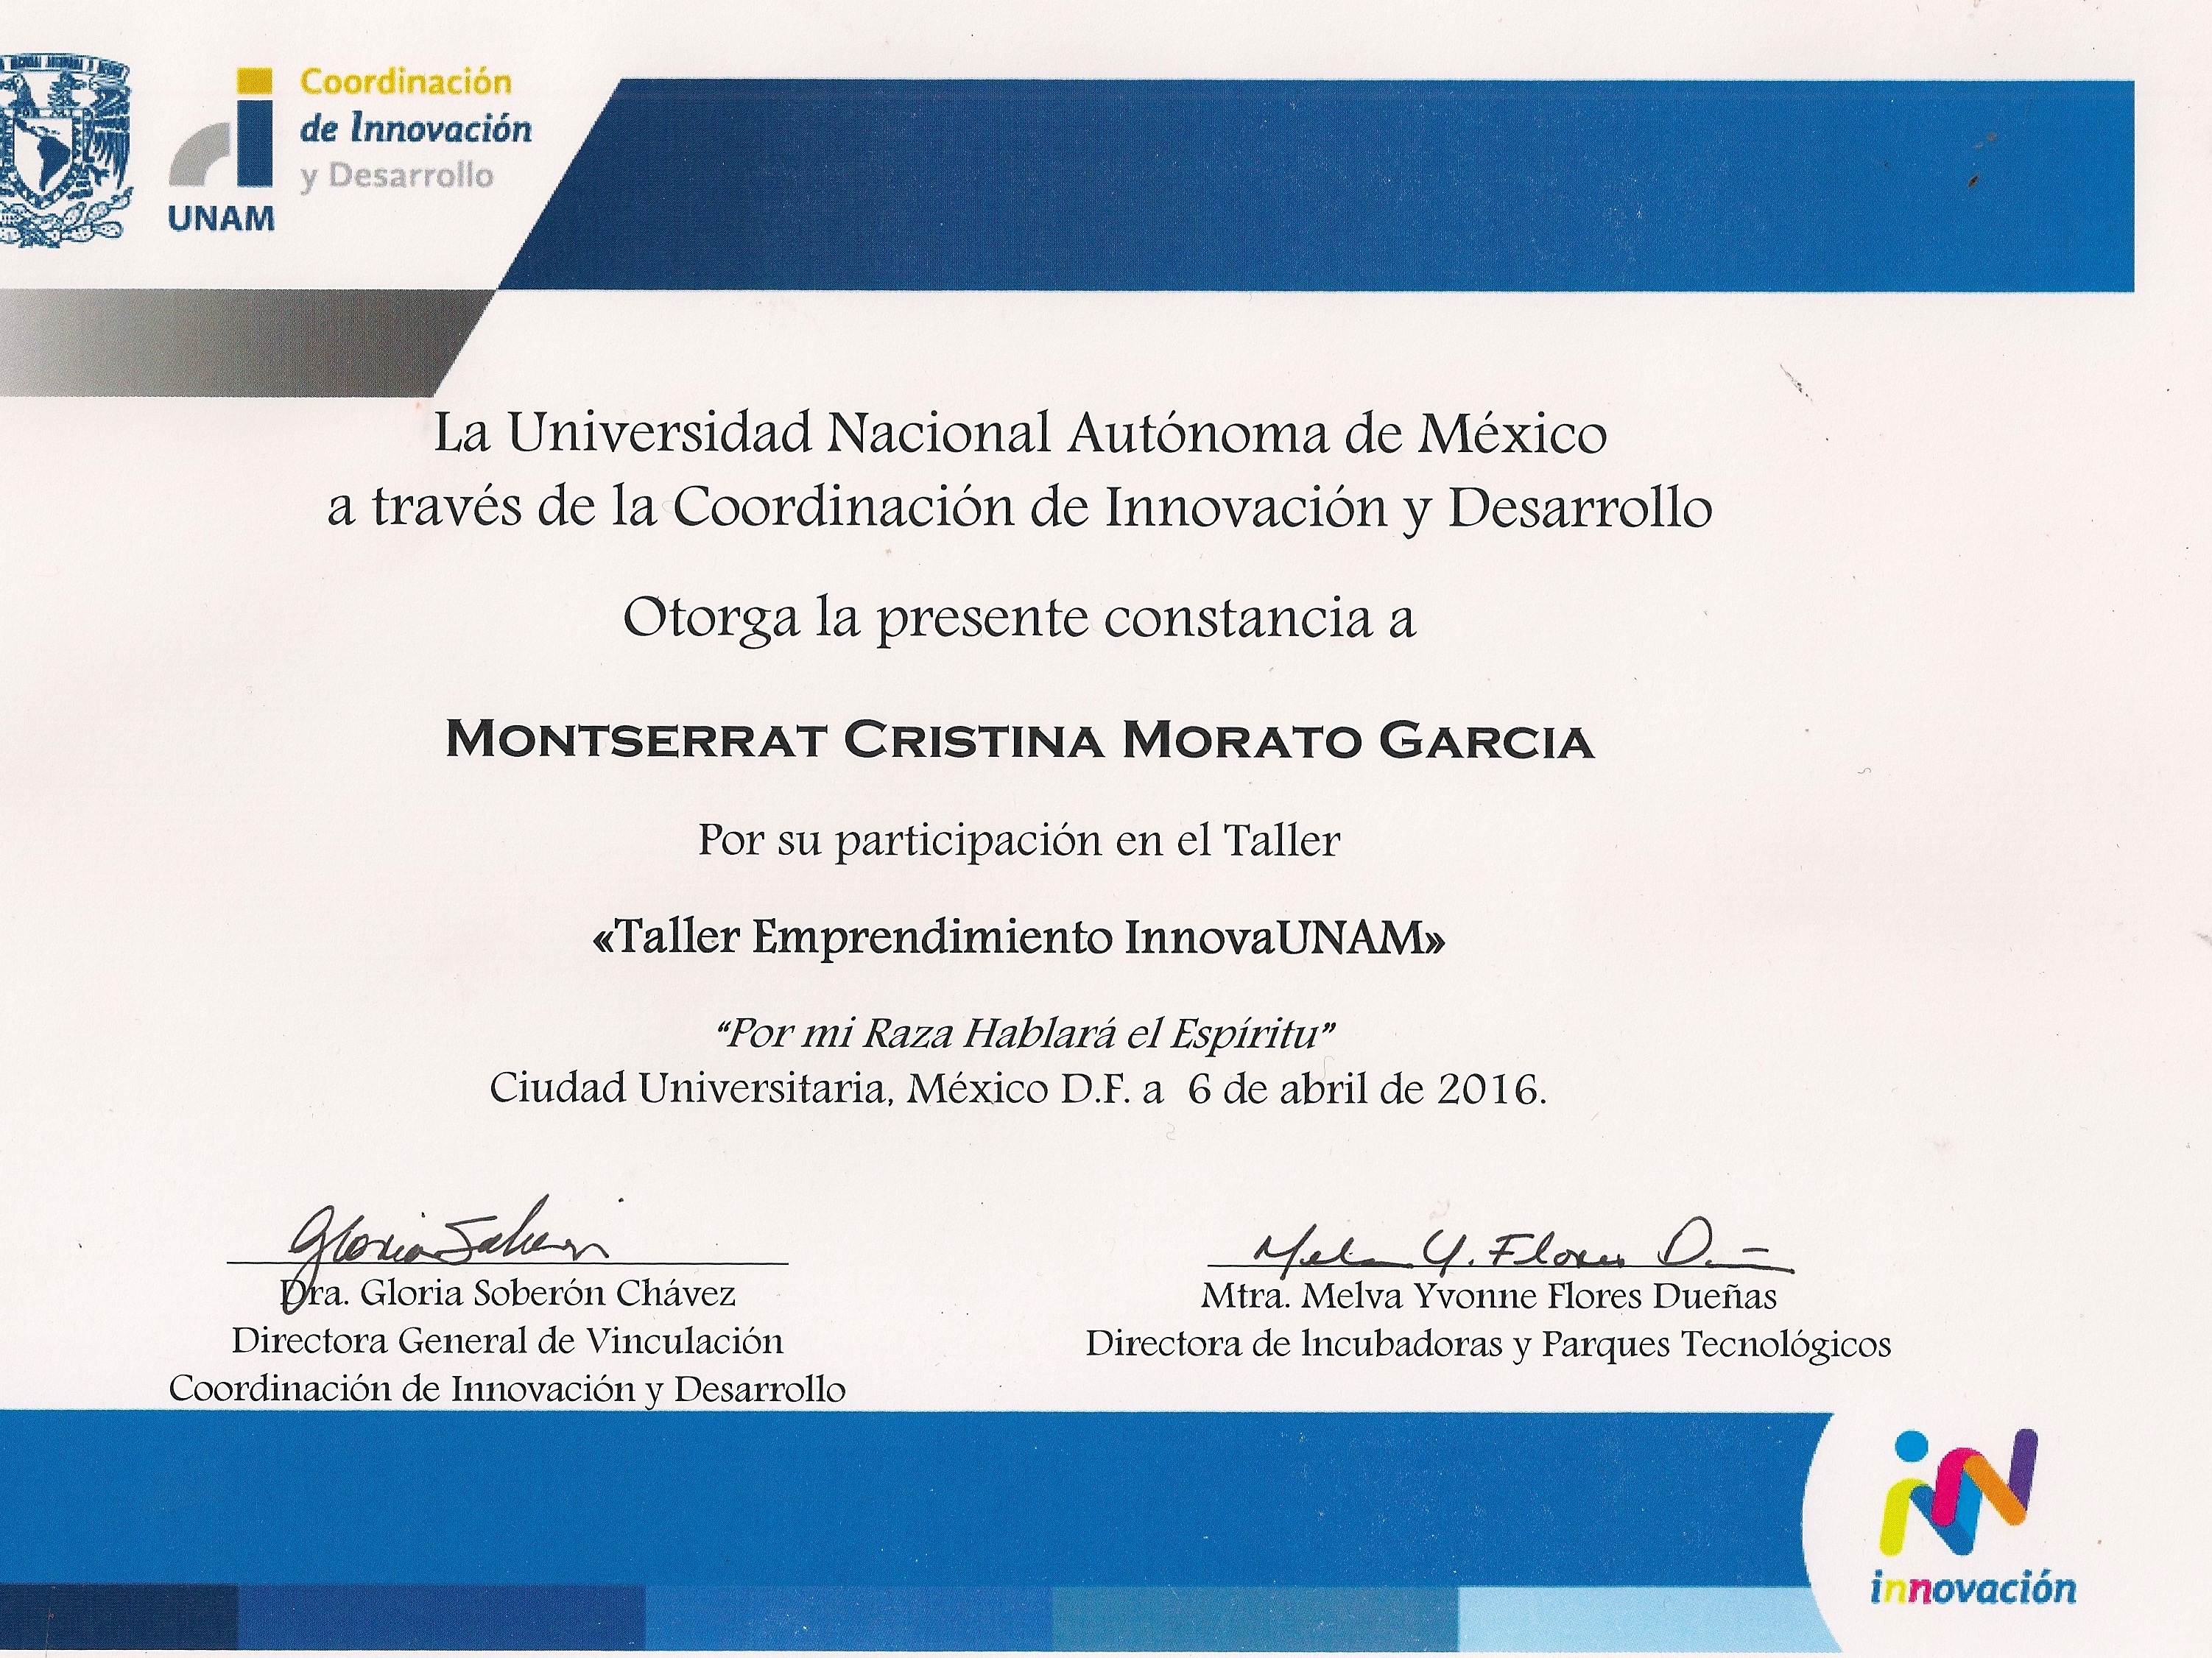 Coordinación
de Innovación
y Desarrollo
UNAM
La Universidad Nacional Autónoma de México
a través de la Coordinación de Innovación y Desarrollo
Otorga la presente constancia a
MONTSERRAT CRISTINA MORATO GARCIA
Por su participación en el Taller
«Taller Emprendimiento InnovaUNAM»
“Por mi Raza Hablará el Espíritu”
Ciudad Universitaria, México D.F. a 6 de abril de 2016.
Dra. Gloria Soberón Chávez
Directora General de Vinculación
Coordinación de Innovación y Desarrollo
Melva Y. Flores
Mtra. Melva Yvonne Flores Dueñas
Directora de Incubadoras y Parques Tecnológicos
innovación